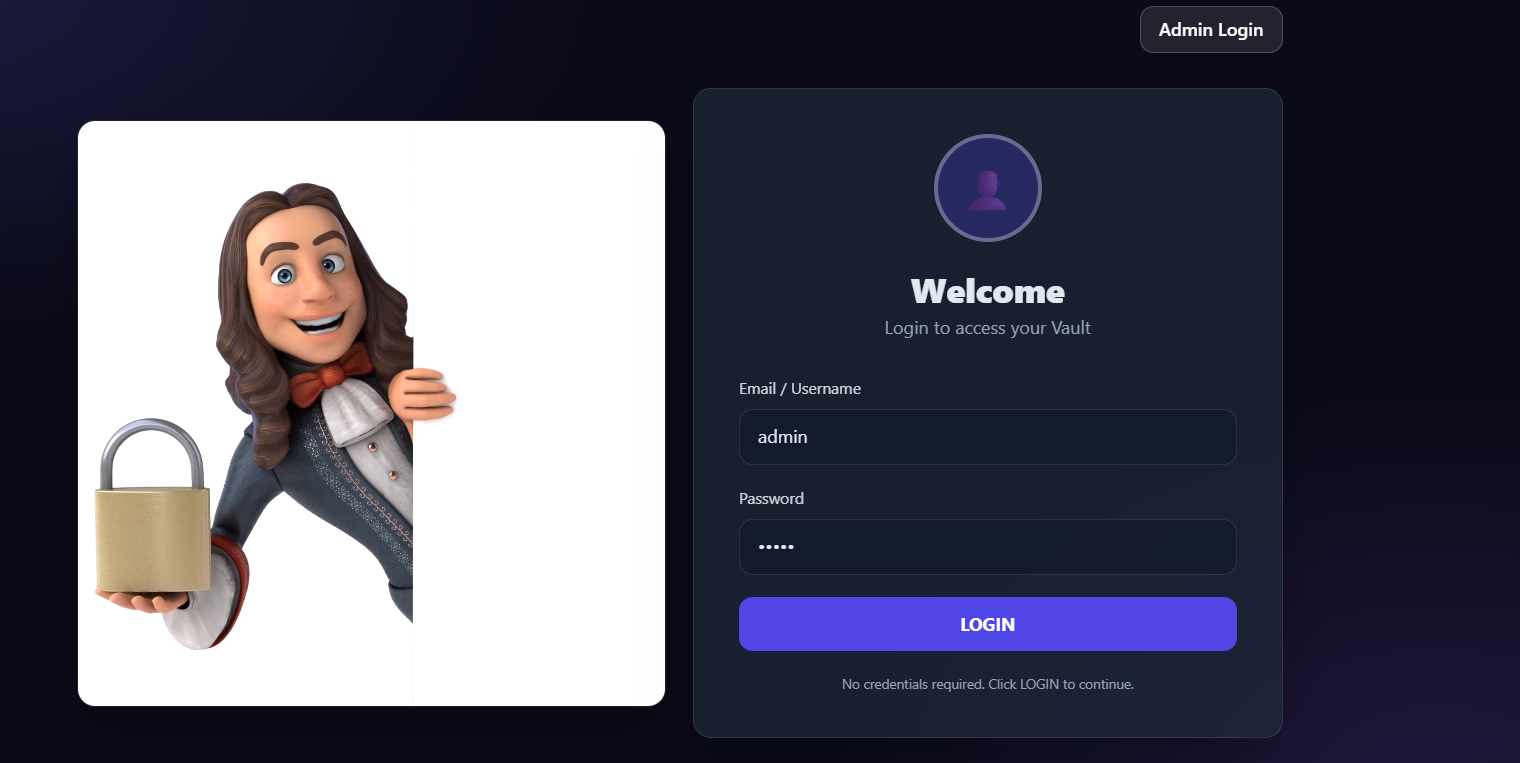 Admin Login
Welcome
Login to access your Vault
Email / Username
admin
Password
•••••
LOGIN
No credentials required. Click LOGIN to continue.